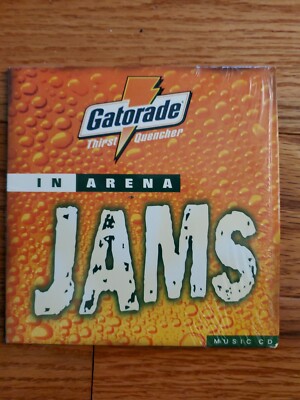 Gatorade
Thirst Quencher
IN ARENA
JAMS
MUSIC CD